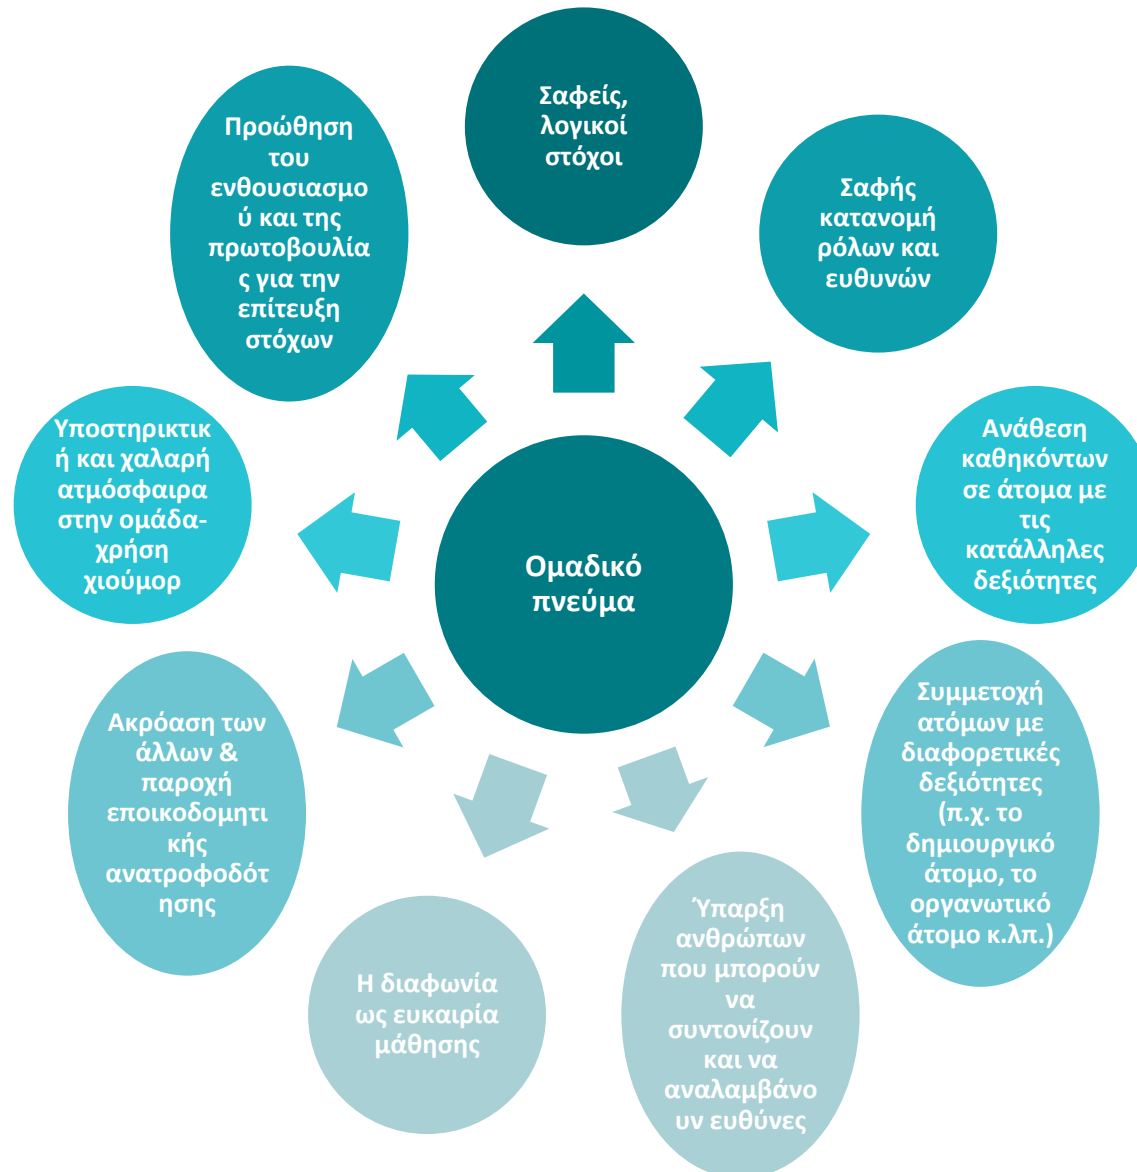 Σαφείς,
λογικοί
στόχοι
Σαφής
κατανομή
ρόλων και
ευθυνών
Ανάθεση
καθηκόντων
σε άτομα με
τις
κατάλληλες
δεξιότητες
Συμμετοχή
ατόμων με
διαφορετικές
δεξιότητες
(π.χ. το
δημιουργικό
άτομο, το
οργανωτικό
άτομο κ.λπ.)
Ύπαρξη
ανθρώπων
που μπορούν
να
συντονίζουν
και να
αναλαμβάνο
υν ευθύνες
Η διαφωνία
ως ευκαιρία
μάθησης
Ακρόαση των
άλλων &
παροχή
εποικοδομητι
κής
ανατροφοδότ
ησης
Υποστηρικτικ
ή και χαλαρή
ατμόσφαιρα
στην ομάδα-
χρήση
χιούμορ
Προώθηση
του
ενθουσιασμο
ύ και της
πρωτοβουλία
ς για την
επίτευξη
στόχων
Ομαδικό
πνεύμα